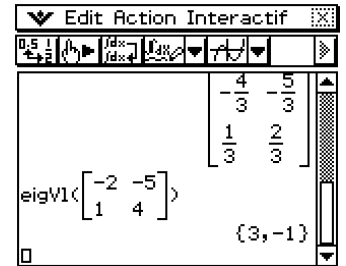 Edit Action Interactif
-4/3 -5/3
1/3 2/3
eigVl([-2 -5
1 4])
{3,-1}